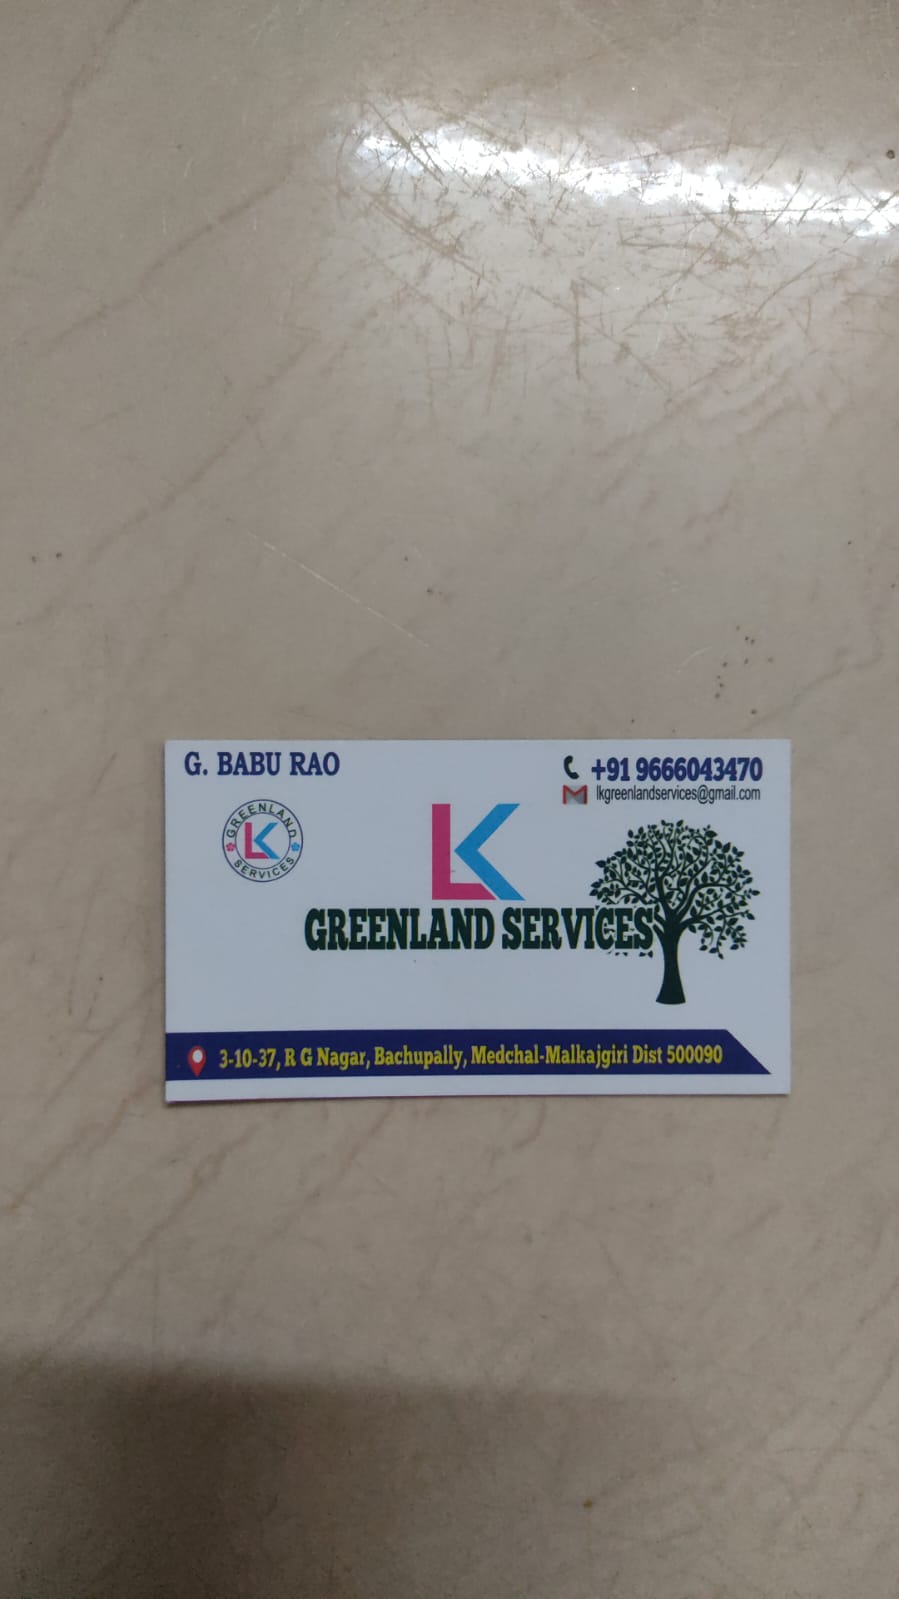 G. BABU RAO
+91 9666043470
lkgreenlandservices@gmail.com
GREENLAND
LK
SERVICES
LK
GREENLAND SERVICES
3-10-37, R G Nagar, Bachupally, Medchal-Malkajgiri Dist 500090